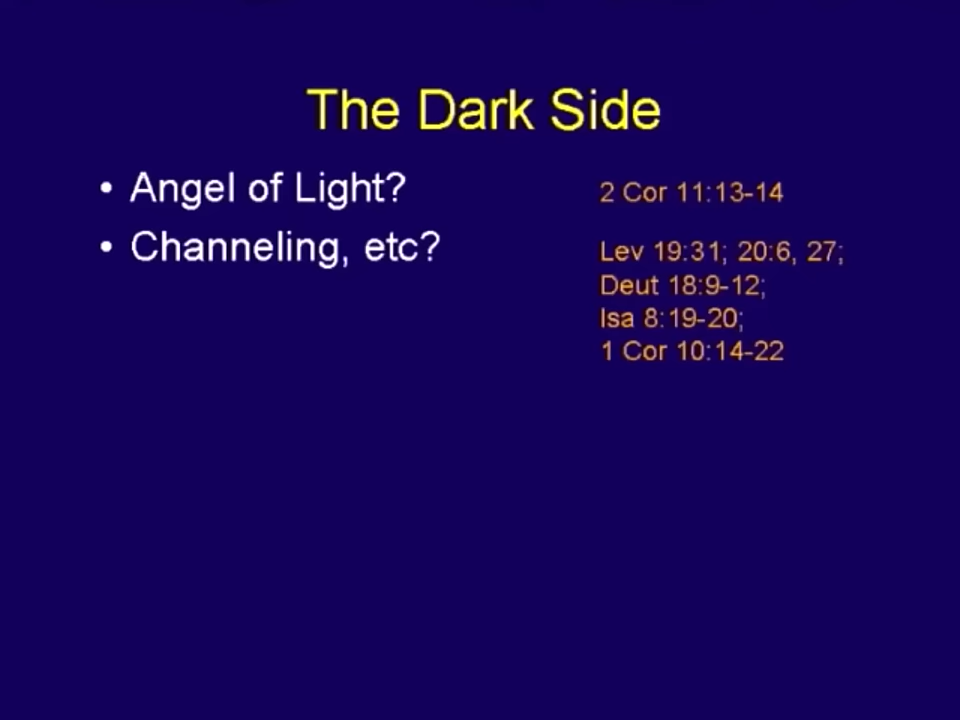 The Dark Side
• Angel of Light? 2 Cor 11:13-14
• Channeling, etc? Lev 19:31; 20:6, 27;
Deut 18:9-12;
Isa 8:19-20;
1 Cor 10:14-22